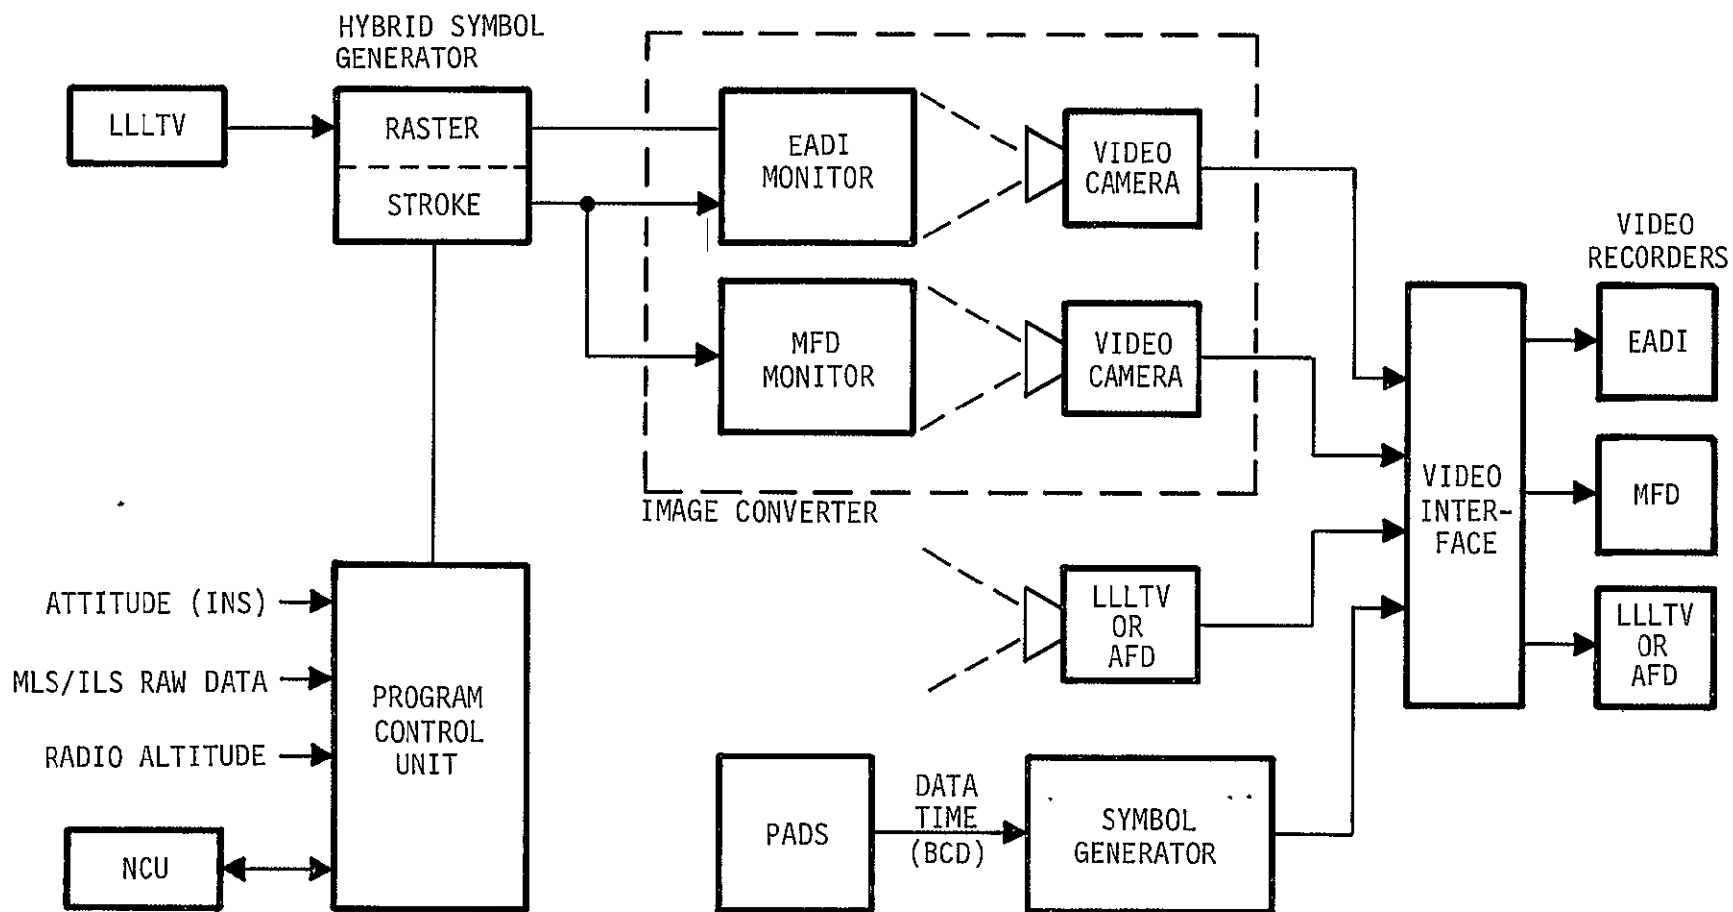 HYBRID SYMBOL
GENERATOR
LLLTV
RASTER
STROKE
EADI
MONITOR
VIDEO
CAMERA
MFD
MONITOR
VIDEO
CAMERA
IMAGE CONVERTER
VIDEO
RECORDERS
EADI
MFD
LLLTV
OR
AFD
VIDEO
INTER-
FACE
LLLTV
OR
AFD
ATTITUDE (INS)
MLS/ILS RAW DATA
RADIO ALTITUDE
NCU
PROGRAM
CONTROL
UNIT
PADS
DATA
TIME
(BCD)
SYMBOL
GENERATOR